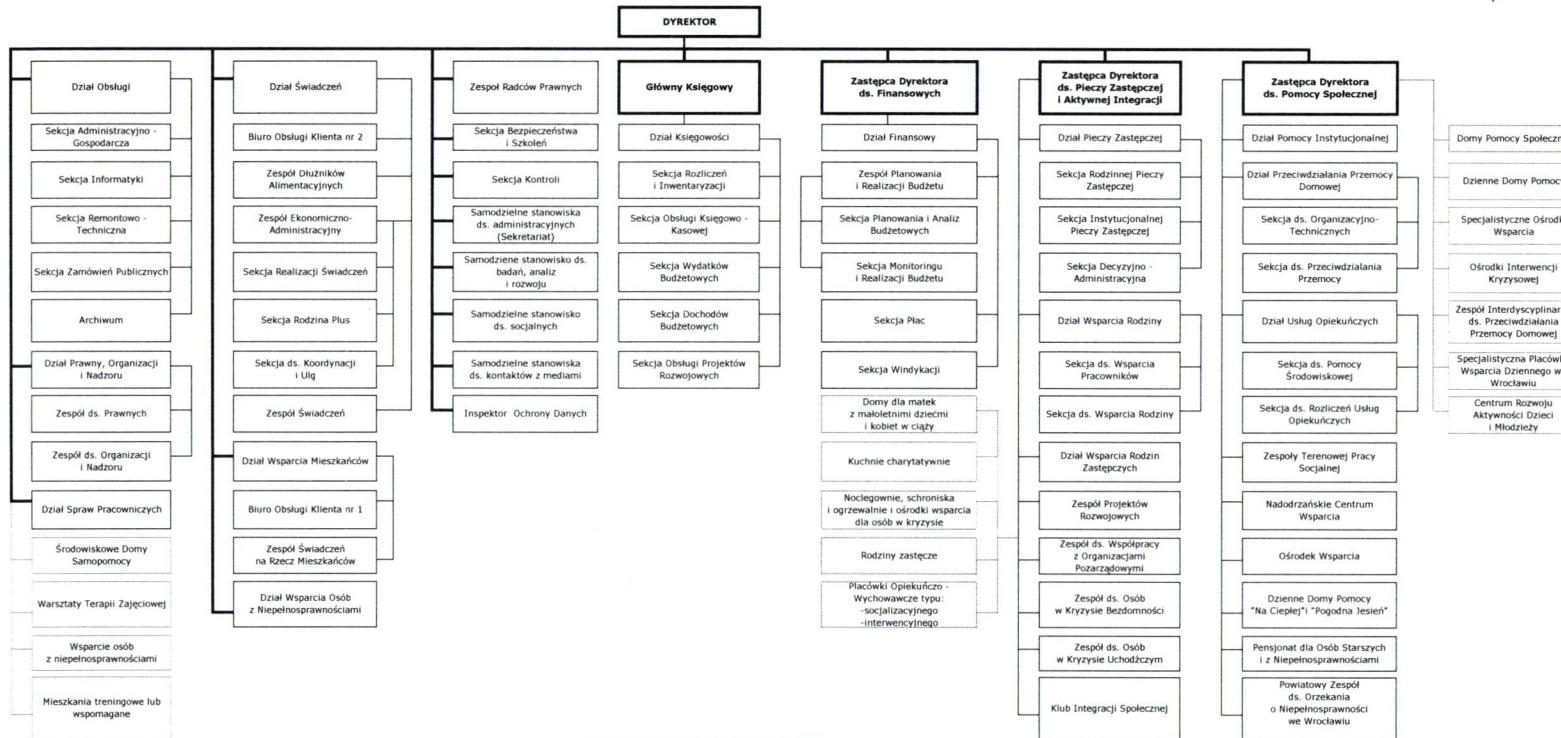 DYREKTOR
Dział Obsługi
Sekcja Administracyjno -
Gospodarcza
Sekcja Informatyki
Sekcja Remontowo -
Techniczna
Sekcja Zamówień Publicznych
Archiwum
Dział Prawny, Organizacji
i Nadzoru
Zespół ds. Prawnych
Zespół ds. Organizacji
i Nadzoru
Dział Spraw Pracowniczych
Środowiskowe Domy
Samopomocy
Warsztaty Terapii Zajęciowej
Wsparcie osób
z niepełnosprawnościami
Mieszkania treningowe lub
wspomagane
Dział Świadczeń
Biuro Obsługi Klienta nr 2
Zespół Dłużników
Alimentacyjnych
Zespół Ekonomiczno-
Administracyjny
Sekcja Realizacji Świadczeń
Sekcja Rodzina Plus
Sekcja ds. Koordynacji
i Ulg
Zespół Świadczeń
Dział Wsparcia Mieszkańców
Biuro Obsługi Klienta nr 1
Zespół Świadczeń
na Rzecz Mieszkańców
Dział Wsparcia Osób
z Niepełnosprawnościami
Zespoł Radców Prawnych
Sekcja Bezpieczeństwa
i Szkoleń
Sekcja Kontroli
Samodzielne stanowiska
ds. administracyjnych
(Sekretariat)
Samodziene stanowisko ds.
badań, analiz
i rozwoju
Samodzielne stanowisko
ds. socjalnych
Samodzielne stanowiska
ds. kontaktów z mediami
Inspektor Ochrony Danych
Główny Księgowy
Dział Księgowości
Sekcja Rozliczeń
i Inwentaryzacji
Sekcja Obsługi Księgowo -
Kasowej
Sekcja Wydatków
Budżetowych
Sekcja Dochodów
Budżetowych
Sekcja Obsługi Projektów
Rozwojowych
Zastępca Dyrektora
ds. Finansowych
Dział Finansowy
Zespół Planowania
i Realizacji Budżetu
Sekcja Planowania i Analiz
Budżetowych
Sekcja Monitoringu
i Realizacji Budżetu
Sekcja Płac
Sekcja Windykacji
Domy dla matek
z małoletnimi dziećmi
i kobiet w ciąży
Kuchnie charytatywnie
Noclegownie, schroniska
i ogrzewalnie i ośrodki wsparcia
dla osób w kryzysie
Rodziny zastęcze
Placówki Opiekuńczo -
Wychowawcze typu:
-socjalizacyjnego
-interwencyjnego
Zastępca Dyrektora
ds. Pieczy Zastępczej
i Aktywnej Integracji
Dział Pieczy Zastępczej
Sekcja Rodzinnej Pieczy
Zastępczej
Sekcja Instytucjonalnej
Pieczy Zastępczej
Sekcja Decyzyjno -
Administracyjna
Dział Wsparcia Rodziny
Sekcja ds. Wsparcia
Pracowników
Sekcja ds. Wsparcia Rodziny
Dział Wsparcia Rodzin
Zastępczych
Zespół Projektów
Rozwojowych
Zespół ds. Współpracy
z Organizacjami
Pozarządowymi
Zespół ds. Osób
w Kryzysie Bezdomności
Zespół ds. Osób
w Kryzysie Uchodźczym
Klub Integracji Społecznej
Zastępca Dyrektora
ds. Pomocy Społecznej
Dział Pomocy Instytucjonalnej
Dział Przeciwdziałania Przemocy
Domowej
Sekcja ds. Organizacyjno-
Technicznych
Sekcja ds. Przeciwdzialania
Przemocy
Dział Usług Opiekuńczych
Sekcja ds. Pomocy
Środowiskowej
Sekcja ds. Rozliczeń Usług
Opiekuńczych
Zespoły Terenowej Pracy
Socjalnej
Nadodrzańskie Centrum
Wsparcia
Ośrodek Wsparcia
Dzienne Domy Pomocy
"Na Ciepłej"i "Pogodna Jesień"
Pensjonat dla Osób Starszych
i z Niepełnosprawnościami
Powiatowy Zespół
ds. Orzekania
o Niepełnosprawności
we Wrocławiu
Domy Pomocy
Dzienne Domy Pomocy
Specjalistyczne
Wsparcia
Ośrodki Interwencji
Kryzysowej
Zespół
ds. Przeciwdziałania
Przemocy Domowej
Specjalistyczna
Wsparcia Dziennego w
Wrocławiu
Centrum Rozwoju
Aktywności Dzieci
i Młodzieży